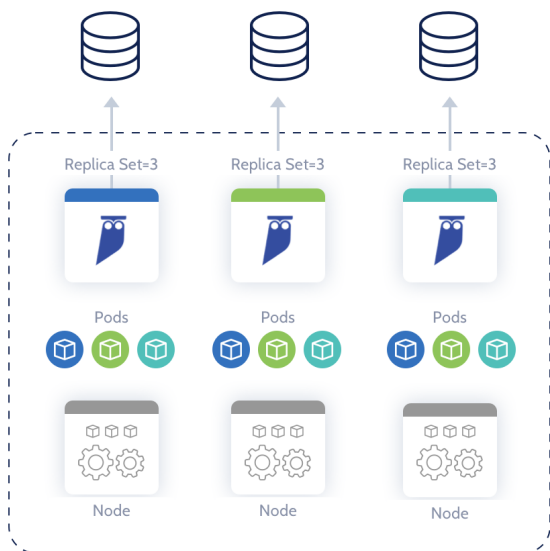 Replica Set=3
Replica Set=3
Replica Set=3
Pods
Pods
Pods
Node
Node
Node